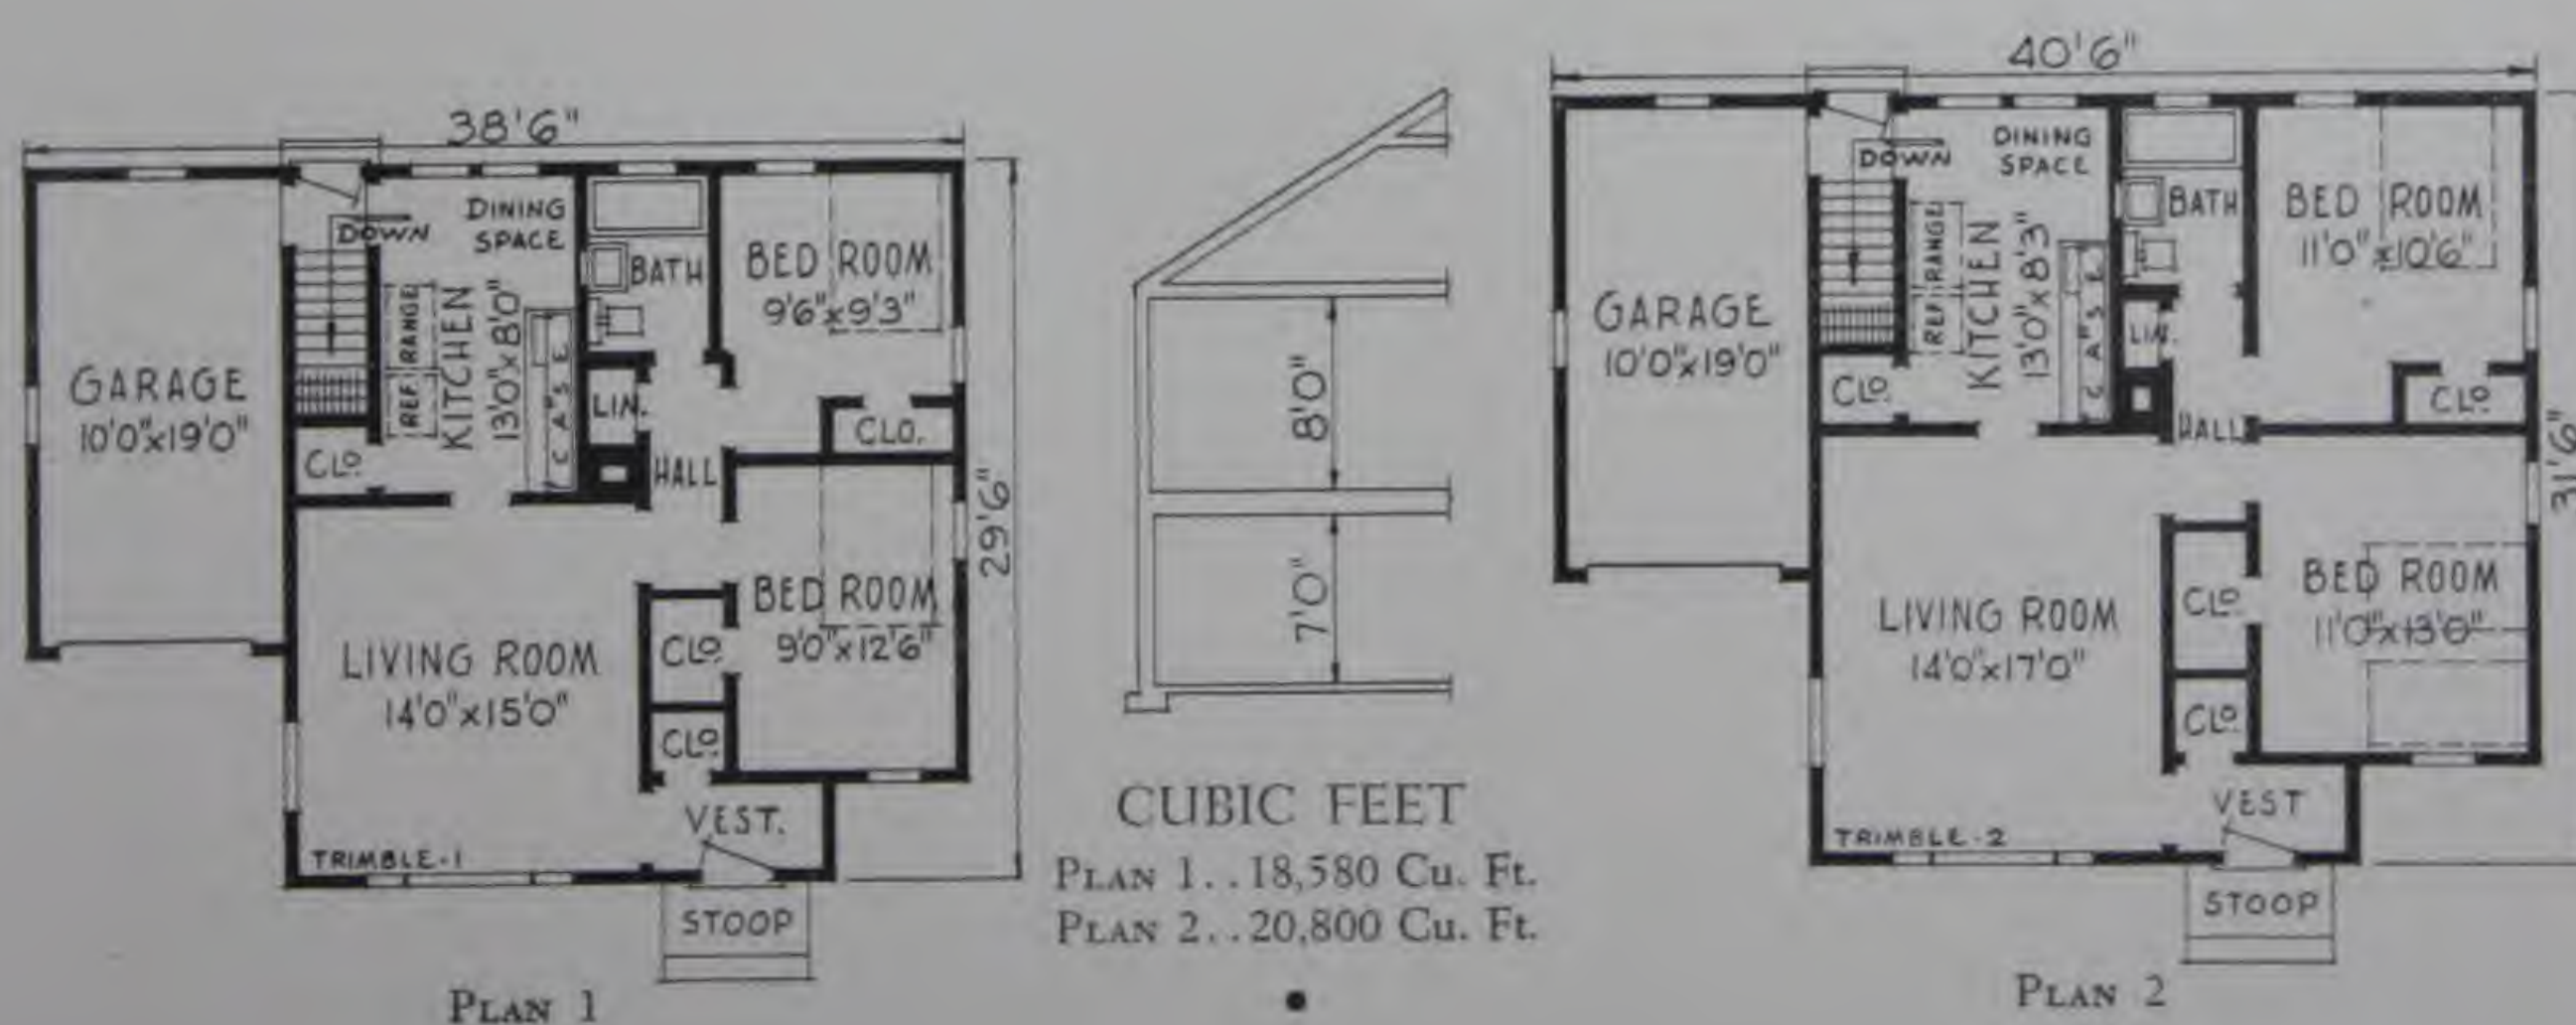 38'6"
DOWN
DINING
SPACE
BATH
BED ROOM
9'6"x9'3"
GARAGE
10'0"x19'0"
REF.
RANGE
KITCHEN
13'0"x8'0"
CASE
LIN.
CLO.
CLO.
HALL
29'6"
BED ROOM
9'0"x12'6"
LIVING ROOM
14'0"x15'0"
CLO.
CLO.
VEST.
TRIMBLE-1
STOOP
PLAN 1
8'0"
7'0"
CUBIC FEET
PLAN 1..18,580 Cu. Ft.
PLAN 2..20,800 Cu. Ft.
40'6"
DOWN
DINING
SPACE
BATH
BED ROOM
11'0"x10'6"
GARAGE
10'0"x19'0"
REF.
RANGE
KITCHEN
13'0"x8'3"
CASE
LIN.
CLO.
CLO.
HALL
31'6"
BED ROOM
11'0"x13'0"
LIVING ROOM
14'0"x17'0"
CLO.
CLO.
VEST
TRIMBLE-2
STOOP
PLAN 2